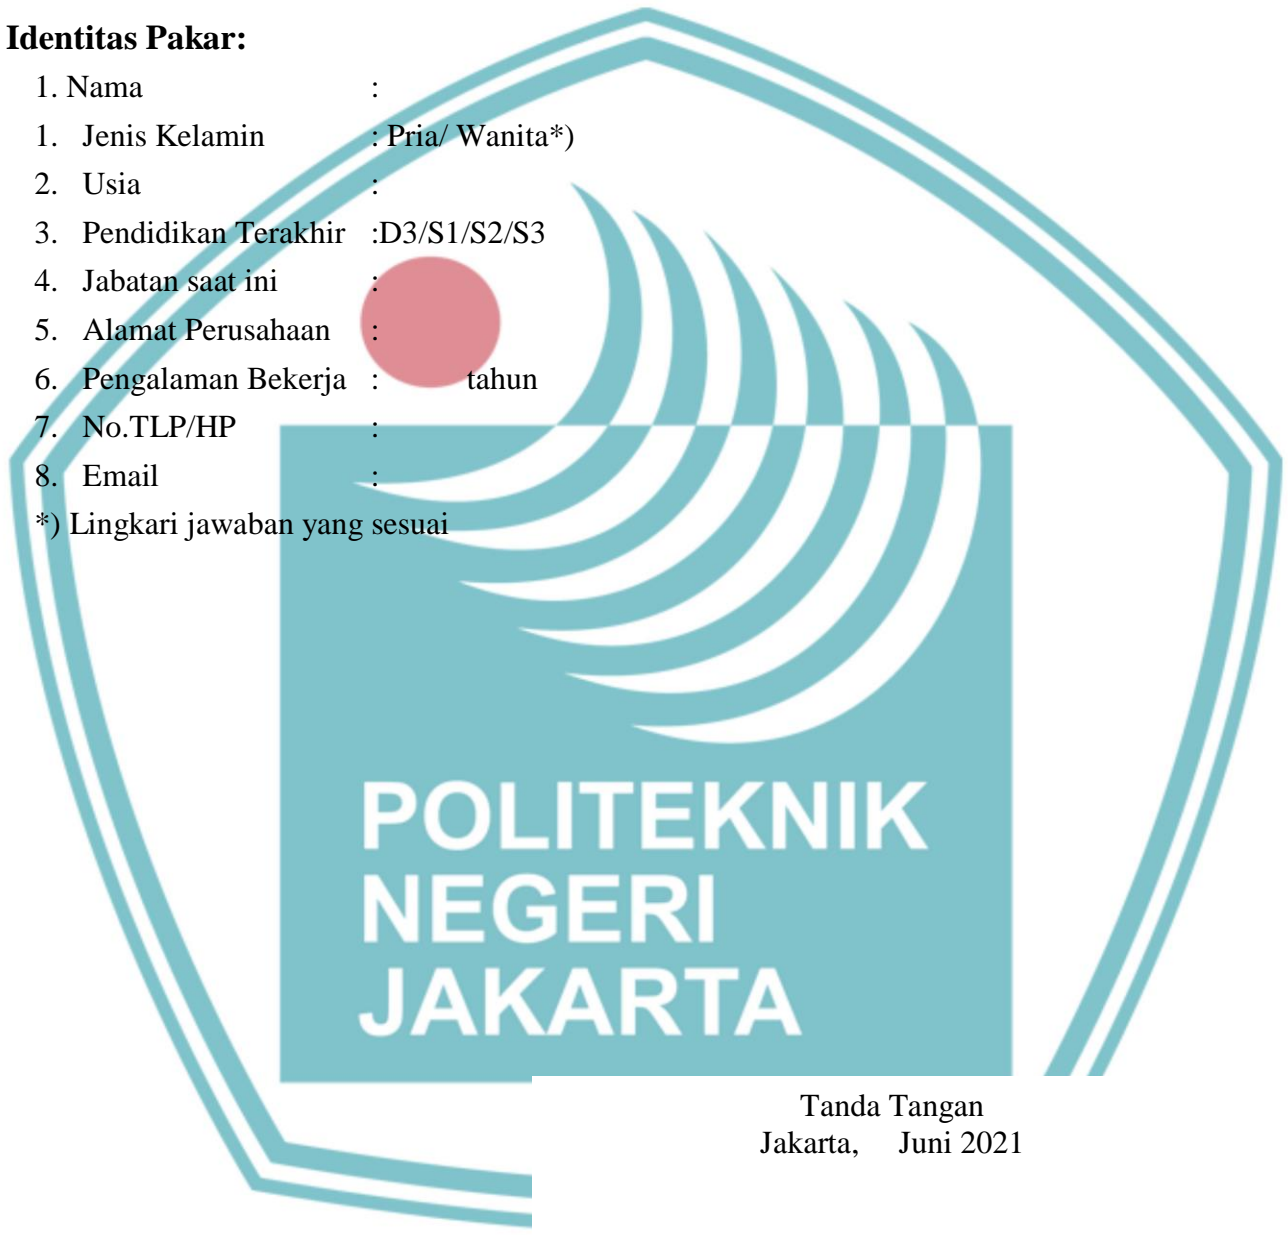 Identitas Pakar:
1. Nama :
1. Jenis Kelamin : Pria/ Wanita*)
2. Usia :
3. Pendidikan Terakhir :D3/S1/S2/S3
4. Jabatan saat ini :
5. Alamat Perusahaan :
6. Pengalaman Bekerja : tahun
7. No.TLP/HP :
8. Email :
*) Lingkari jawaban yang sesuai
POLITEKNIK
NEGERI
JAKARTA
Tanda Tangan
Jakarta, Juni 2021